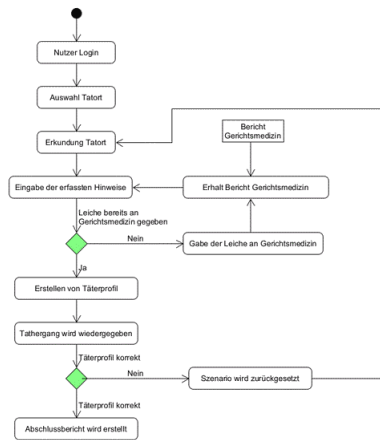 Nutzer Login
Auswahl Tatort
Erkundung Tatort
Bericht
Gerichtsmedizin
Eingabe der erfassten Hinweise
Erhalt Bericht Gerichtsmedizin
Leiche bereits an
Gerichtsmedizin gegeben
Nein
Gabe der Leiche an Gerichtsmedizin
Ja
Erstellen von Täterprofil
Tathergang wird wiedergegeben
Täterprofil korrekt
Nein
Szenario wird zurückgesetzt
Täterprofil korrekt
Abschlussbericht wird erstellt